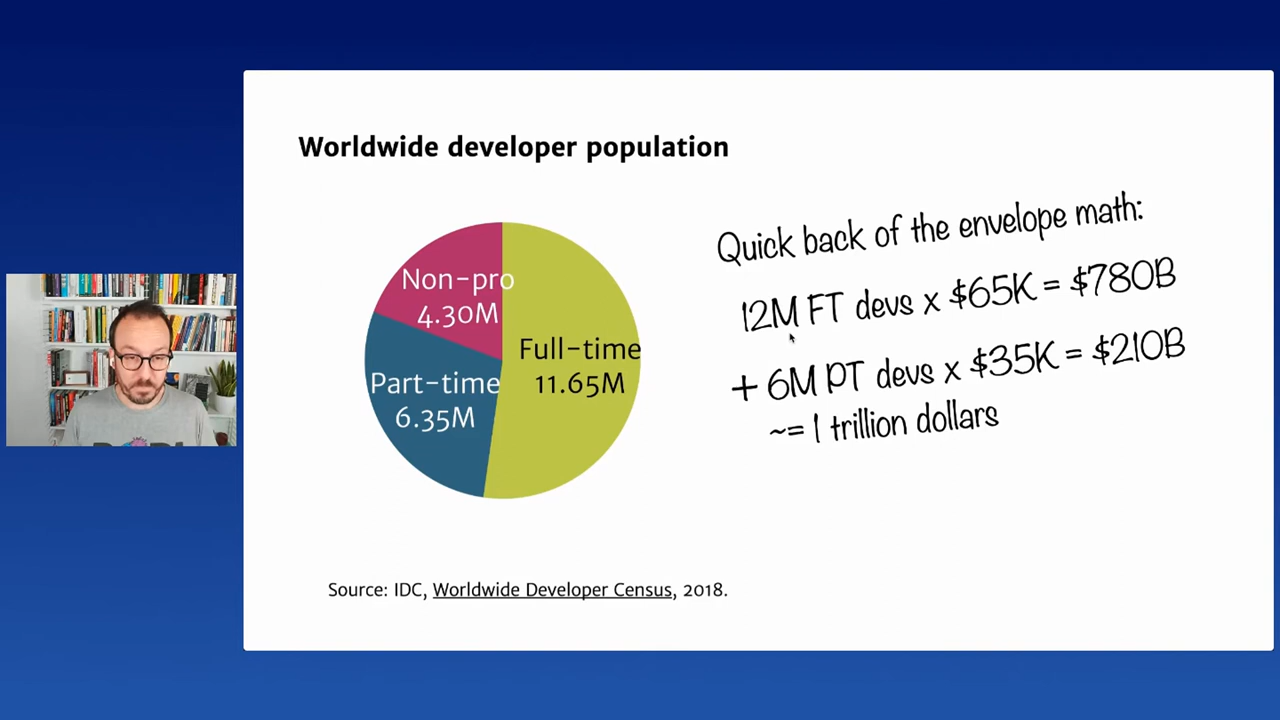 Worldwide developer population
Non-pro
4.30M
Full-time
11.65M
Part-time
6.35M
Quick back of the envelope math:
12M FT devs x $65K = $780B
+ 6M PT devs x $35K = $210B
~= 1 trillion dollars
Source: IDC, Worldwide Developer Census, 2018.